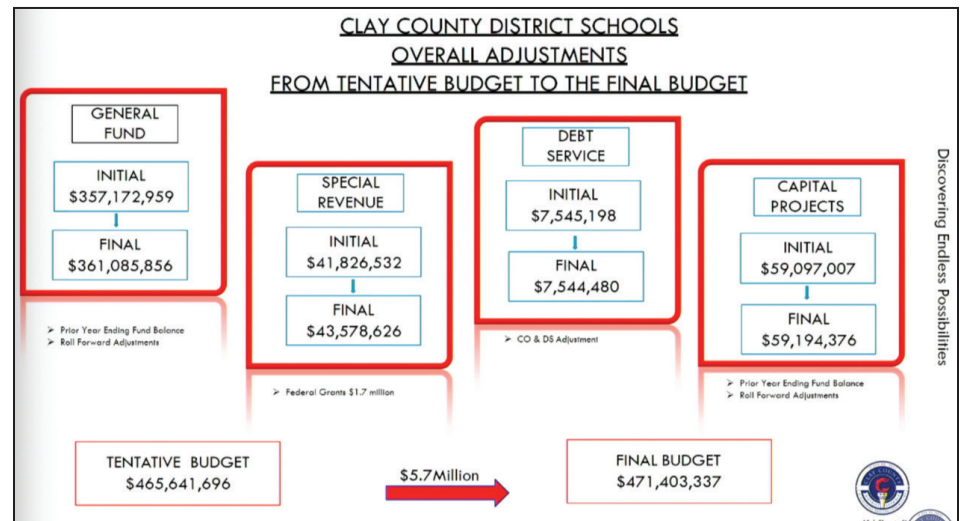 CLAY COUNTY DISTRICT SCHOOLS
OVERALL ADJUSTMENTS
FROM TENTATIVE BUDGET TO THE FINAL BUDGET
GENERAL
FUND
INITIAL
$357,172,959
FINAL
$361,085,856
➢ Prior Year Ending Fund Balance
➢ Roll Forward Adjustments
SPECIAL
REVENUE
INITIAL
$41,826,532
FINAL
$43,578,626
➢ Federal Grants $1.7 million
DEBT
SERVICE
INITIAL
$7,545,198
FINAL
$7,544,480
➢ CO & DS Adjustment
CAPITAL
PROJECTS
INITIAL
$59,097,007
FINAL
$59,194,376
➢ Prior Year Ending Fund Balance
➢ Roll Forward Adjustments
Discovering Endless Possibilities
TENTATIVE BUDGET
$465,641,696
$5.7Million
FINAL BUDGET
$471,403,337
CLAY COUNTY